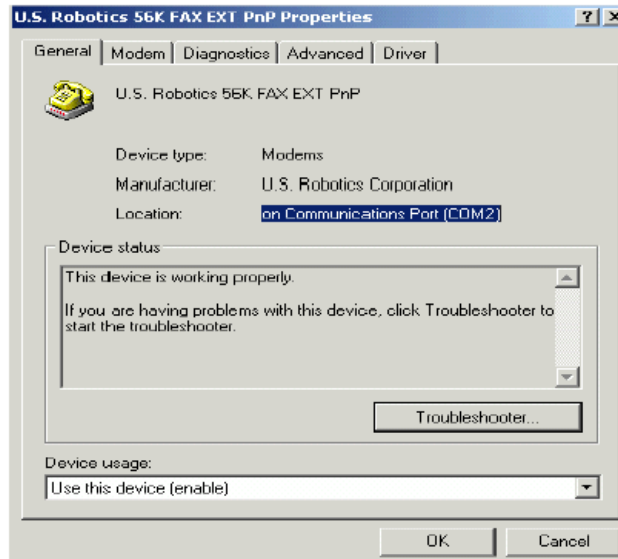 U.S. Robotics 56K FAX EXT PnP Properties
General Modem Diagnostics Advanced Driver
U.S. Robotics 56K FAX EXT PnP
Device type: Modems
Manufacturer: U.S. Robotics Corporation
Location: on Communications Port (COM2)
Device status
This device is working properly.
If you are having problems with this device, click Troubleshooter to
start the troubleshooter.
Troubleshooter...
Device usage:
Use this device (enable)
OK Cancel